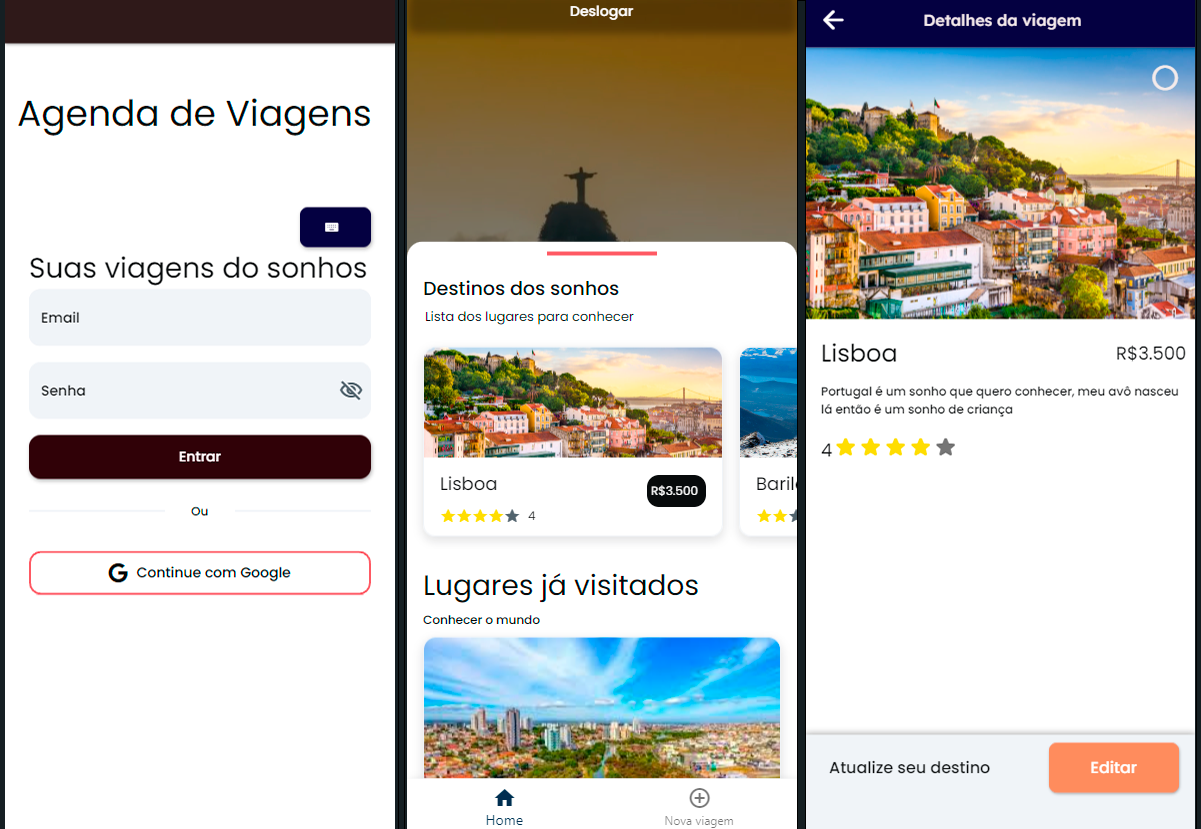 Agenda de Viagens
Suas viagens do sonhos
Email
Senha
Entrar
Ou
Continue com Google
Deslogar
Destinos dos sonhos
Lista dos lugares para conhecer
Lisboa
R$3.500
4
Baril
Lugares já visitados
Conhecer o mundo
Home
Nova viagem
Detalhes da viagem
Lisboa
R$3.500
Portugal é um sonho que quero conhecer, meu avô nasceu
lá então é um sonho de criança
4
Atualize seu destino
Editar